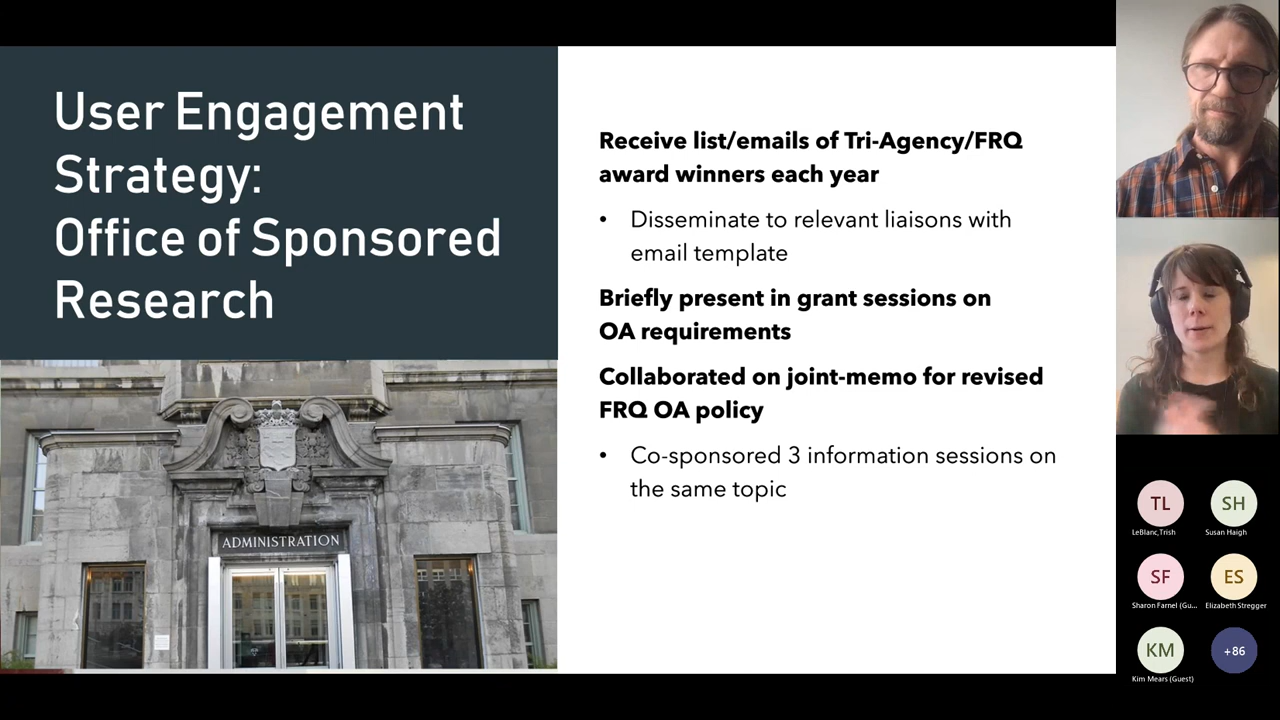 User Engagement
Strategy:
Office of Sponsored
Research
ADMINISTRATION
Receive list/emails of Tri-Agency/FRQ
award winners each year
• Disseminate to relevant liaisons with
email template
Briefly present in grant sessions on
OA requirements
Collaborated on joint-memo for revised
FRQ OA policy
• Co-sponsored 3 information sessions on
the same topic
TL
LeBlanc,Trish
SH
Susan Haigh
SF
Sharon Farnel (Gu...
ES
Elizabeth Stregger
KM
Kim Mears (Guest)
+86